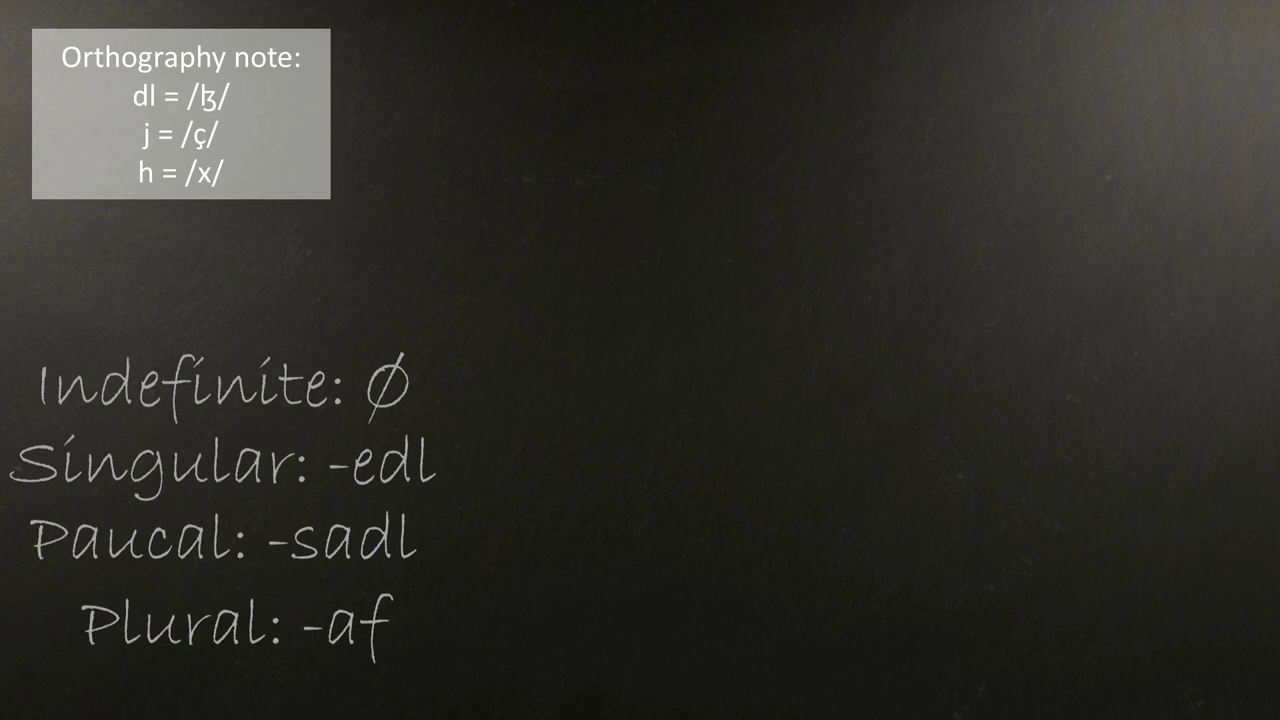 Orthography note:
dl = /ɮ/
j = /ç/
h = /x/
Indefinite: Ø
Singular: -edl
Paucal: -sadl
Plural: -af